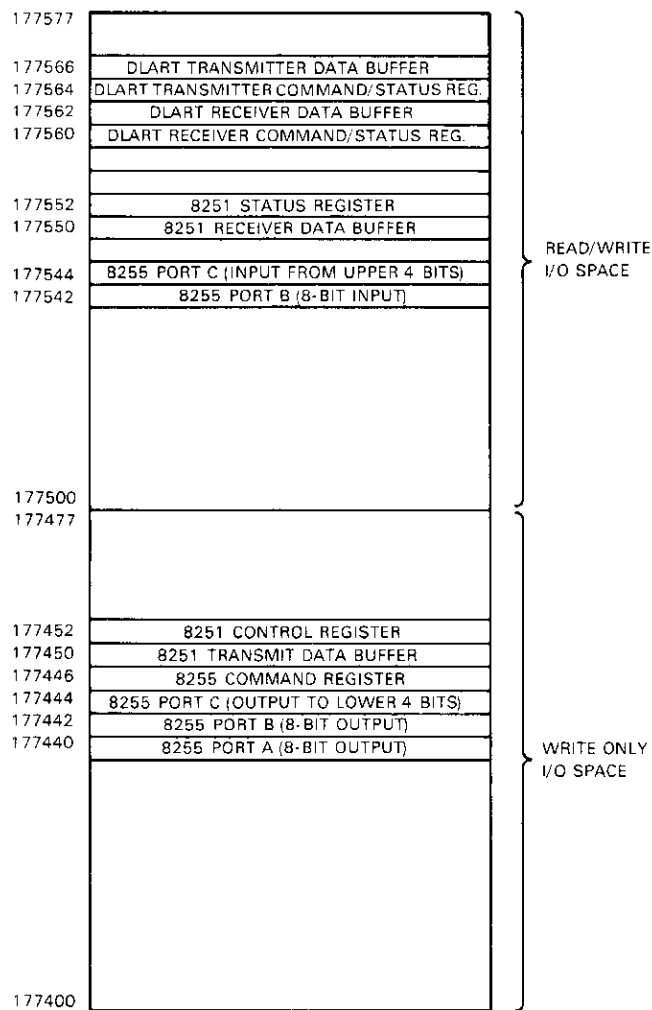 177577
177566 DLART TRANSMITTER DATA BUFFER
177564 DLART TRANSMITTER COMMAND/STATUS REG.
177562 DLART RECEIVER DATA BUFFER
177560 DLART RECEIVER COMMAND/STATUS REG.
177552 8251 STATUS REGISTER
177550 8251 RECEIVER DATA BUFFER
READ/WRITE
I/O SPACE
177544 8255 PORT C (INPUT FROM UPPER 4 BITS)
177542 8255 PORT B (8-BIT INPUT)
177500
177477
177452 8251 CONTROL REGISTER
177450 8251 TRANSMIT DATA BUFFER
177446 8255 COMMAND REGISTER
177444 8255 PORT C (OUTPUT TO LOWER 4 BITS)
177442 8255 PORT B (8-BIT OUTPUT)
177440 8255 PORT A (8-BIT OUTPUT)
WRITE ONLY
I/O SPACE
177400